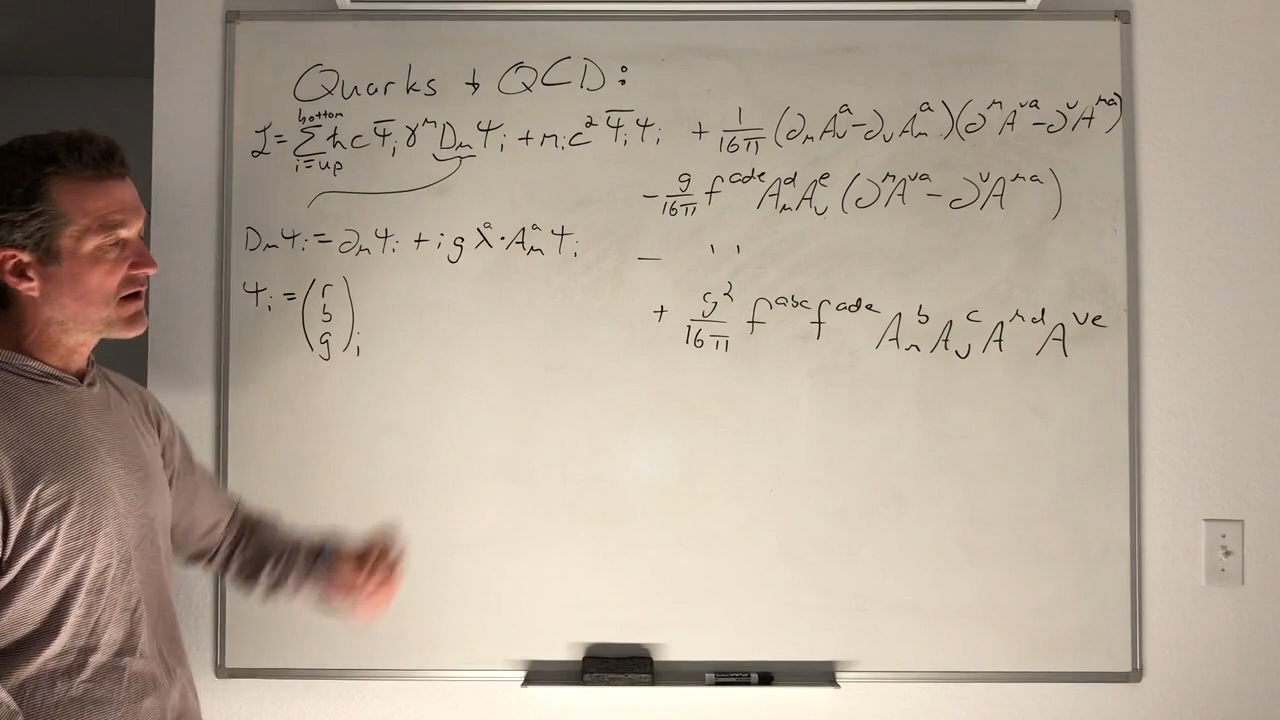 Quarks + QCD:
ℒ = Σ_{i=up}^{bottom} ħc Ψ̄_i γ^μ D_μ Ψ_i + m_i c² Ψ̄_i Ψ_i + 1/16π (∂_μ A_ν^a - ∂_ν A_μ^a)(∂^μ A^{νa} - ∂^ν A^{μa})
- g/16π f^{ade} A_μ^d A_ν^e (∂^μ A^{νa} - ∂^ν A^{μa})
D_μ Ψ_i = ∂_μ Ψ_i + i g λ^a · A_μ^a Ψ_i
- ' '
Ψ_i = (r b g)_i
+ g²/16π f^{abc} f^{ade} A_μ^b A_ν^c A^{μd} A^{νe}